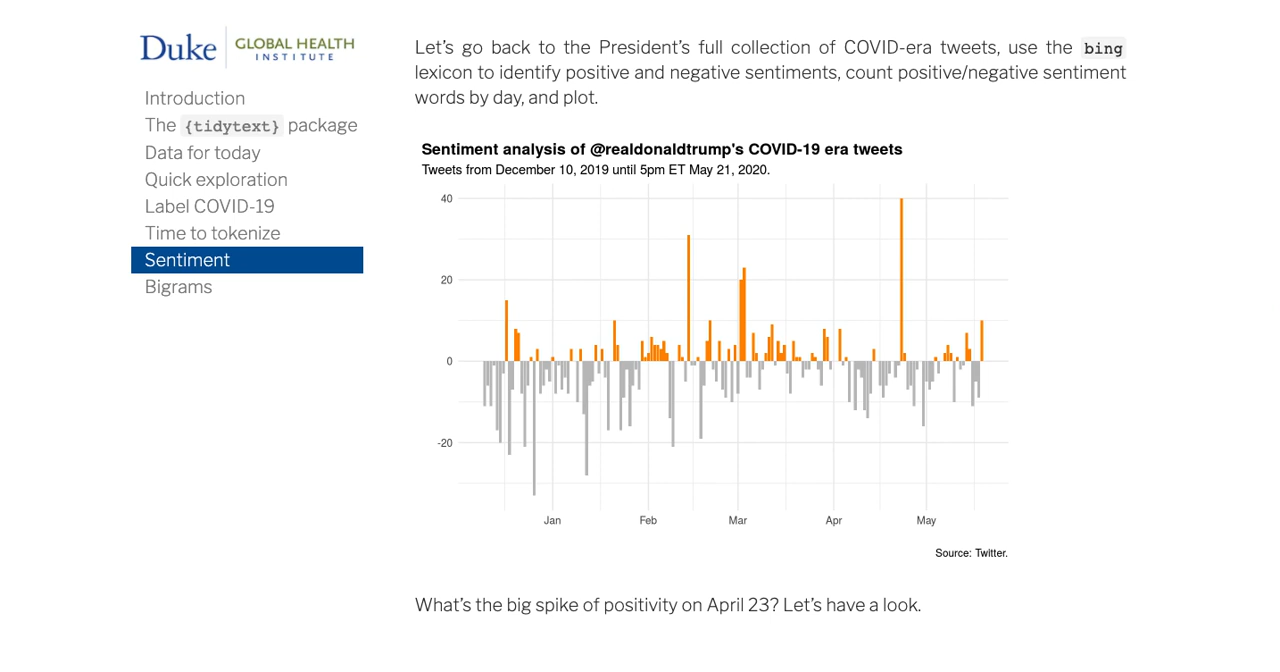 Duke GLOBAL HEALTH
INSTITUTE
Introduction
The {tidytext} package
Data for today
Quick exploration
Label COVID-19
Time to tokenize
Sentiment
Bigrams
Let’s go back to the President’s full collection of COVID-era tweets, use the bing
lexicon to identify positive and negative sentiments, count positive/negative sentiment
words by day, and plot.
Sentiment analysis of @realdonaldtrump's COVID-19 era tweets
Tweets from December 10, 2019 until 5pm ET May 21, 2020.
40
20
0
-20
Jan Feb Mar Apr May
Source: Twitter.
What’s the big spike of positivity on April 23? Let’s have a look.